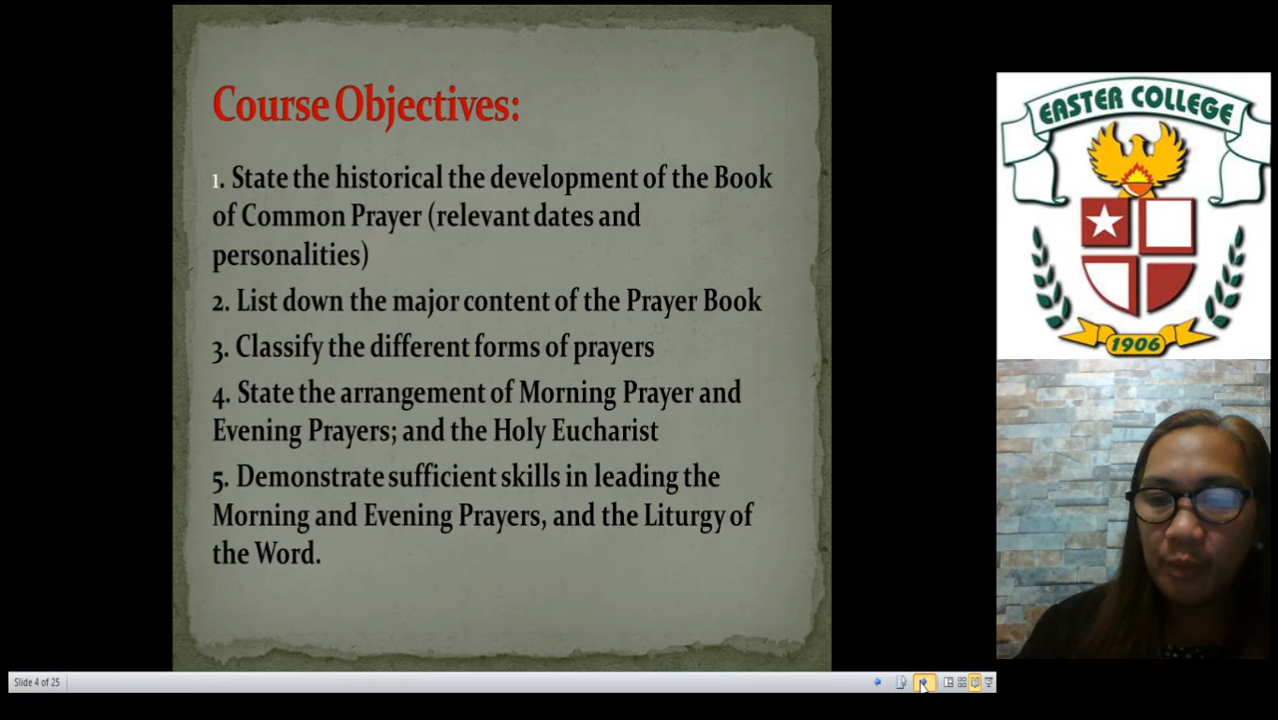 Course Objectives:
1. State the historical the development of the Book
of Common Prayer (relevant dates and
personalities)
2. List down the major content of the Prayer Book
3. Classify the different forms of prayers
4. State the arrangement of Morning Prayer and
Evening Prayers; and the Holy Eucharist
5. Demonstrate sufficient skills in leading the
Morning and Evening Prayers, and the Liturgy of
the Word.
EASTER COLLEGE
1906
Slide 4 of 25